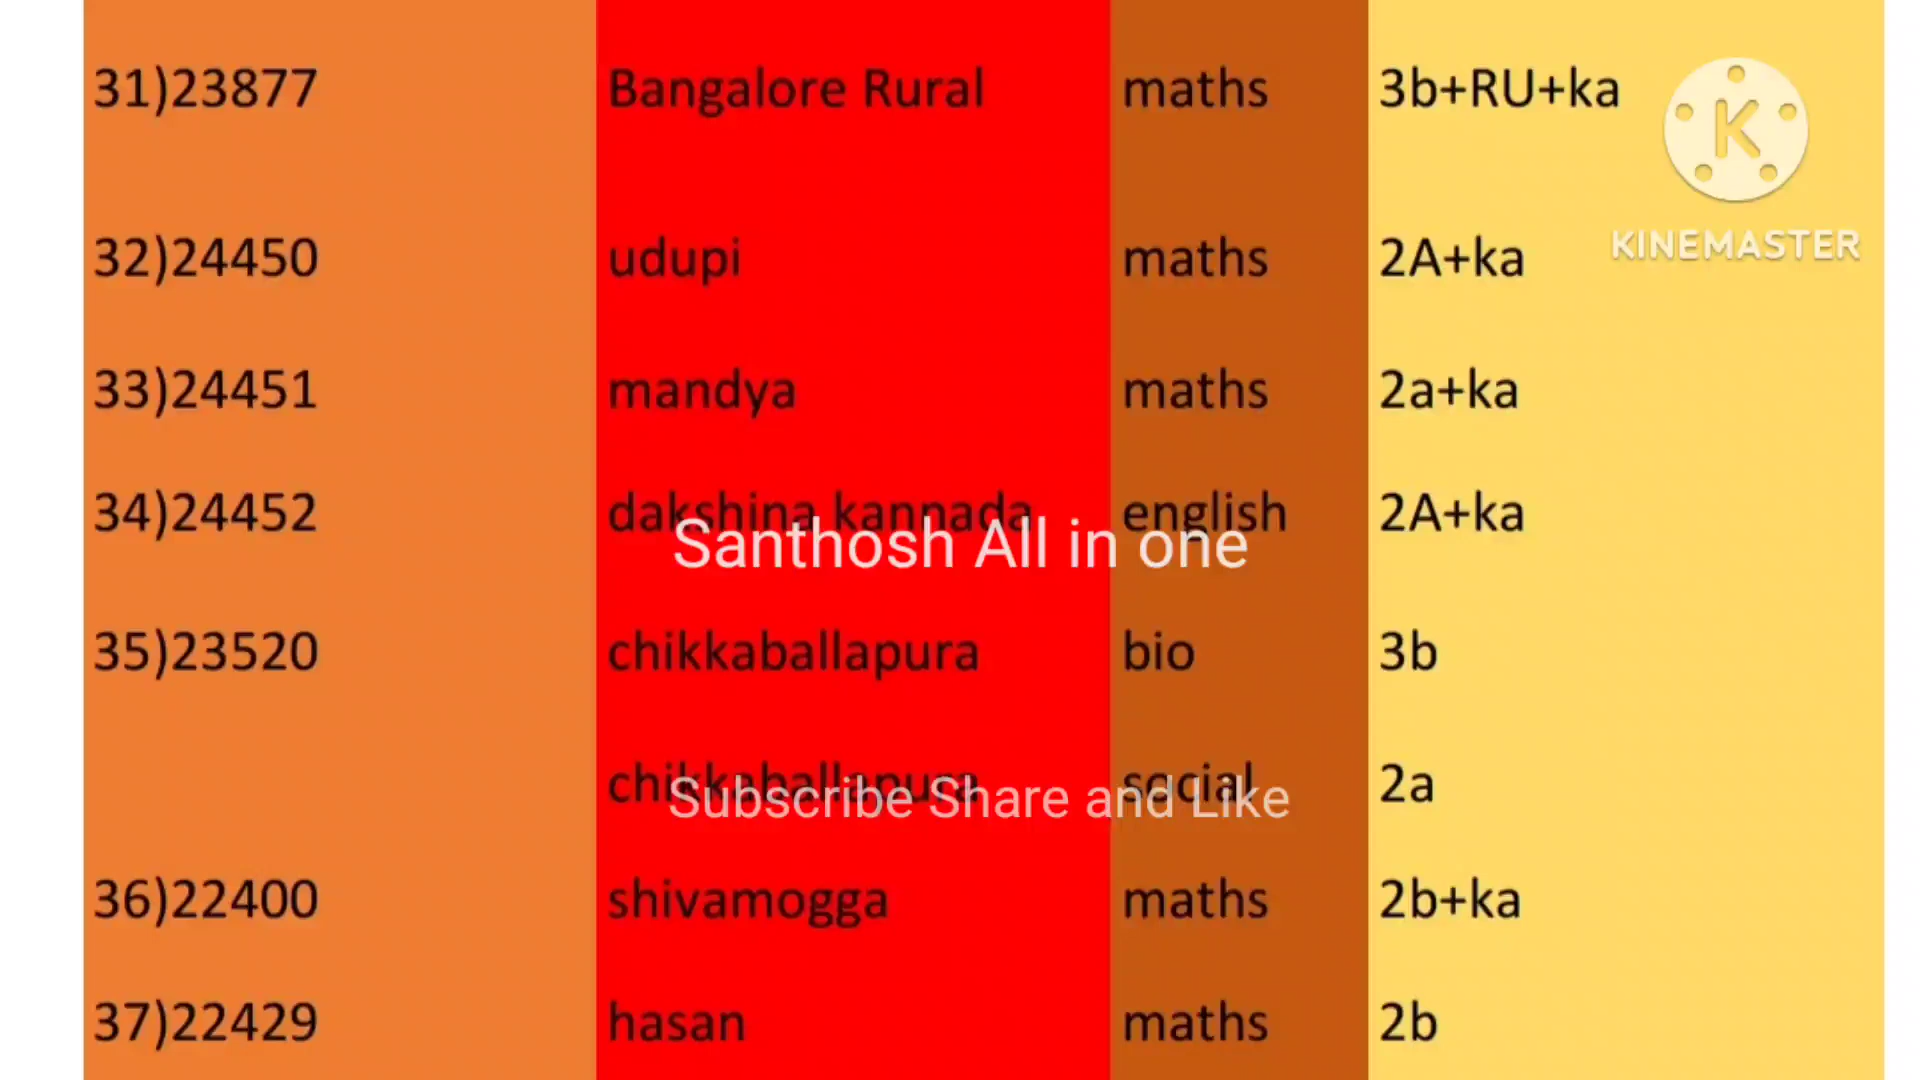 31)23877 Bangalore Rural maths 3b+RU+ka
KINEMASTER
32)24450 udupi maths 2A+ka
33)24451 mandya maths 2a+ka
34)24452 dakshina kannada english 2A+ka
Santhosh All in one
35)23520 chikkaballapura bio 3b
chikkaballapura social 2a
Subscribe Share and Like
36)22400 shivamogga maths 2b+ka
37)22429 hasan maths 2b